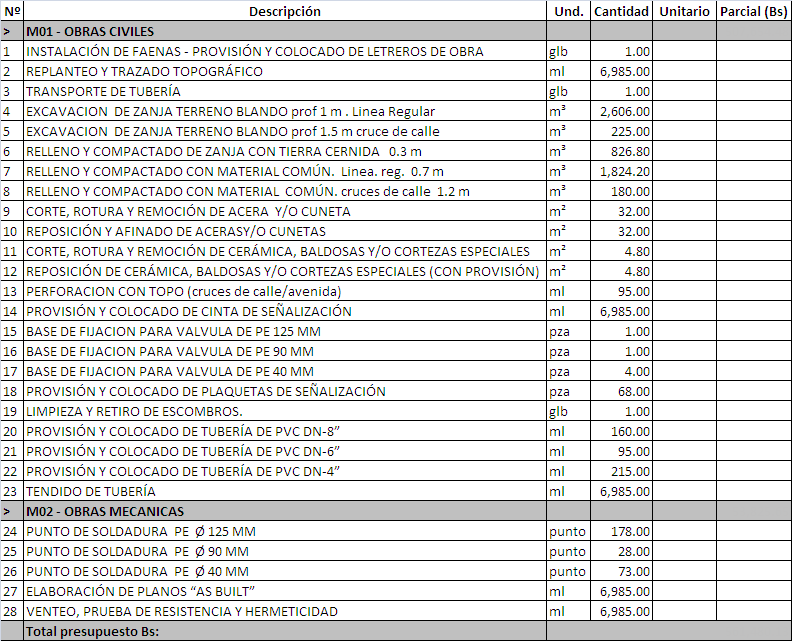 Nº Descripción Und. Cantidad Unitario Parcial (Bs)
> M01 - OBRAS CIVILES
1 INSTALACIÓN DE FAENAS - PROVISIÓN Y COLOCADO DE LETREROS DE OBRA glb 1.00
2 REPLANTEO Y TRAZADO TOPOGRÁFICO ml 6,985.00
3 TRANSPORTE DE TUBERÍA glb 1.00
4 EXCAVACION DE ZANJA TERRENO BLANDO prof 1 m . Linea Regular m³ 2,606.00
5 EXCAVACION DE ZANJA TERRENO BLANDO prof 1.5 m cruce de calle m³ 225.00
6 RELLENO Y COMPACTADO DE ZANJA CON TIERRA CERNIDA 0.3 m m³ 826.80
7 RELLENO Y COMPACTADO CON MATERIAL COMÚN. Linea. reg. 0.7 m m³ 1,824.20
8 RELLENO Y COMPACTADO CON MATERIAL COMÚN. cruces de calle 1.2 m m³ 180.00
9 CORTE, ROTURA Y REMOCIÓN DE ACERA Y/O CUNETA m² 32.00
10 REPOSICIÓN Y AFINADO DE ACERASY/O CUNETAS m² 32.00
11 CORTE, ROTURA Y REMOCIÓN DE CERÁMICA, BALDOSAS Y/O CORTEZAS ESPECIALES m² 4.80
12 REPOSICIÓN DE CERÁMICA, BALDOSAS Y/O CORTEZAS ESPECIALES (CON PROVISIÓN) m² 4.80
13 PERFORACION CON TOPO (cruces de calle/avenida) ml 95.00
14 PROVISIÓN Y COLOCADO DE CINTA DE SEÑALIZACIÓN ml 6,985.00
15 BASE DE FIJACION PARA VALVULA DE PE 125 MM pza 1.00
16 BASE DE FIJACION PARA VALVULA DE PE 90 MM pza 1.00
17 BASE DE FIJACION PARA VALVULA DE PE 40 MM pza 4.00
18 PROVISIÓN Y COLOCADO DE PLAQUETAS DE SEÑALIZACIÓN pza 68.00
19 LIMPIEZA Y RETIRO DE ESCOMBROS. glb 1.00
20 PROVISIÓN Y COLOCADO DE TUBERÍA DE PVC DN-8” ml 160.00
21 PROVISIÓN Y COLOCADO DE TUBERÍA DE PVC DN-6” ml 95.00
22 PROVISIÓN Y COLOCADO DE TUBERÍA DE PVC DN-4” ml 215.00
23 TENDIDO DE TUBERÍA ml 6,985.00
> M02 - OBRAS MECANICAS
24 PUNTO DE SOLDADURA PE Ø 125 MM punto 178.00
25 PUNTO DE SOLDADURA PE Ø 90 MM punto 28.00
26 PUNTO DE SOLDADURA PE Ø 40 MM punto 73.00
27 ELABORACIÓN DE PLANOS “AS BUILT” ml 6,985.00
28 VENTEO, PRUEBA DE RESISTENCIA Y HERMETICIDAD ml 6,985.00
Total presupuesto Bs: